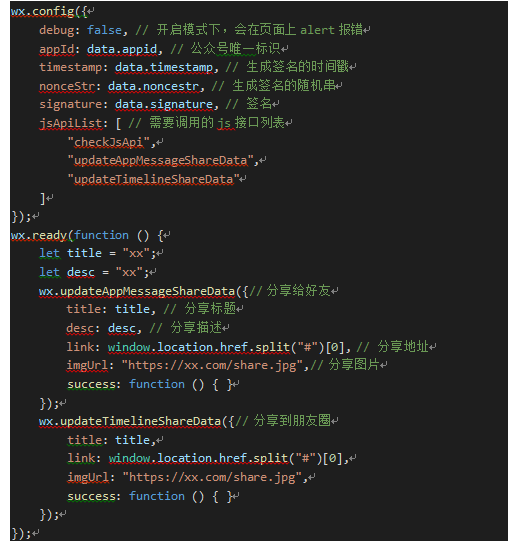 wx.config({↵
debug: false, // 开启模式下，会在页面上 alert 报错↵
appId: data.appid, // 公众号唯一标识↵
timestamp: data.timestamp, // 生成签名的时间戳↵
nonceStr: data.noncestr, // 生成签名的随机串↵
signature: data.signature, // 签名↵
jsApiList: [ // 需要调用的 js 接口列表↵
"checkJsApi",↵
"updateAppMessageShareData",↵
"updateTimelineShareData"↵
]↵
});↵
wx.ready(function () {↵
let title = "xx";↵
let desc = "xx";↵
wx.updateAppMessageShareData({// 分享给好友↵
title: title, // 分享标题↵
desc: desc, // 分享描述↵
link: window.location.href.split("#")[0], // 分享地址↵
imgUrl: "https://xx.com/share.jpg",// 分享图片↵
success: function () { }↵
});↵
wx.updateTimelineShareData({// 分享到朋友圈↵
title: title,↵
link: window.location.href.split("#")[0],↵
imgUrl: "https://xx.com/share.jpg",↵
success: function () { }↵
});↵
});↵